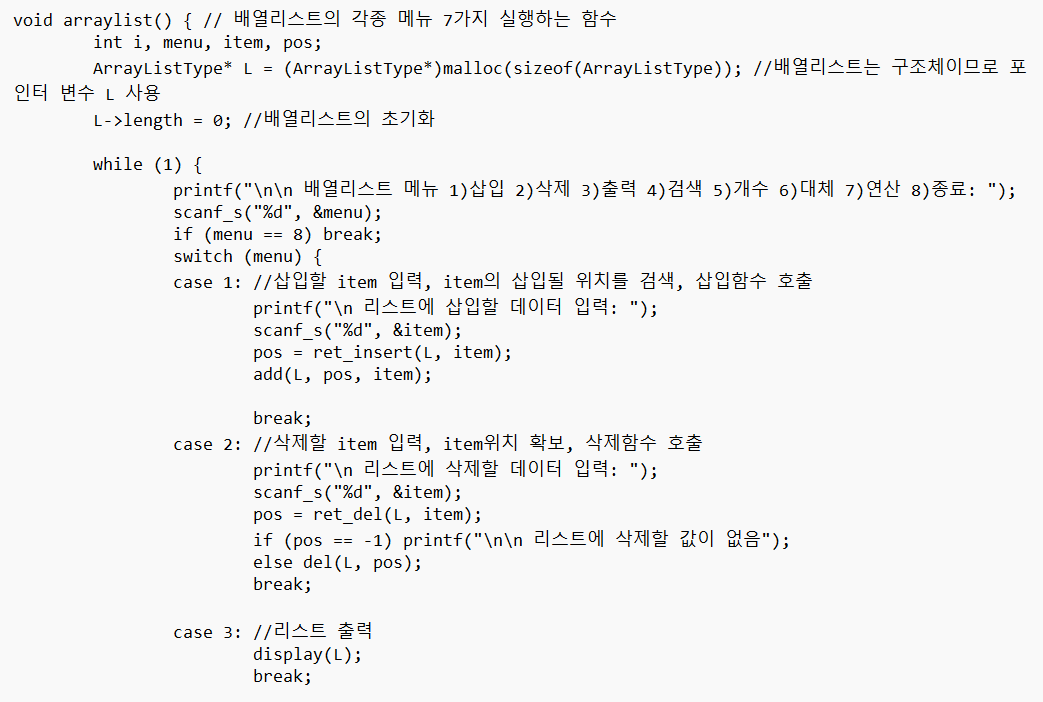 void arraylist() { // 배열리스트의 각종 메뉴 7가지 실행하는 함수
        int i, menu, item, pos;
        ArrayListType* L = (ArrayListType*)malloc(sizeof(ArrayListType)); //배열리스트는 구조체이므로 포
인터 변수 L 사용
        L->length = 0; //배열리스트의 초기화

        while (1) {
                printf("\n\n 배열리스트 메뉴 1)삽입 2)삭제 3)출력 4)검색 5)개수 6)대체 7)연산 8)종료: ");
                scanf_s("%d", &menu);
                if (menu == 8) break;
                switch (menu) {
                case 1: //삽입할 item 입력, item의 삽입될 위치를 검색, 삽입함수 호출
                        printf("\n 리스트에 삽입할 데이터 입력: ");
                        scanf_s("%d", &item);
                        pos = ret_insert(L, item);
                        add(L, pos, item);

                        break;
                case 2: //삭제할 item 입력, item위치 확보, 삭제함수 호출
                        printf("\n 리스트에 삭제할 데이터 입력: ");
                        scanf_s("%d", &item);
                        pos = ret_del(L, item);
                        if (pos == -1) printf("\n\n 리스트에 삭제할 값이 없음");
                        else del(L, pos);
                        break;

                case 3: //리스트 출력
                        display(L);
                        break;